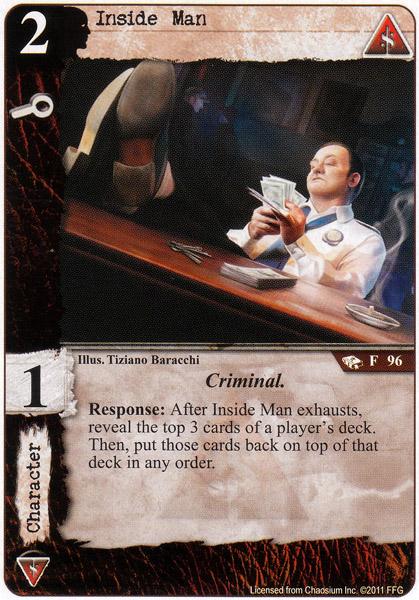 2
Inside Man
Illus. Tiziano Baracchi
F 96
1
Character
Criminal.
Response: After Inside Man exhausts,
reveal the top 3 cards of a player's deck.
Then, put those cards back on top of that
deck in any order.
Licensed from Chaosium Inc. ©2011 FFG